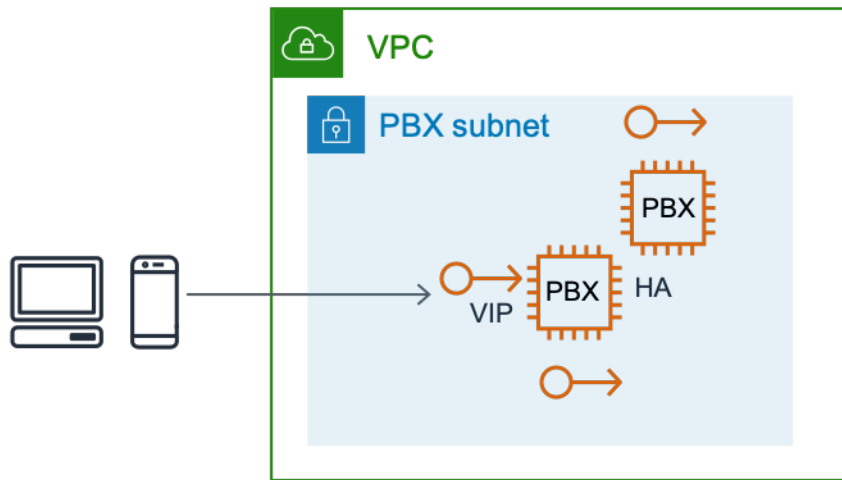 VPC
PBX subnet
PBX
PBX
HA
VIP